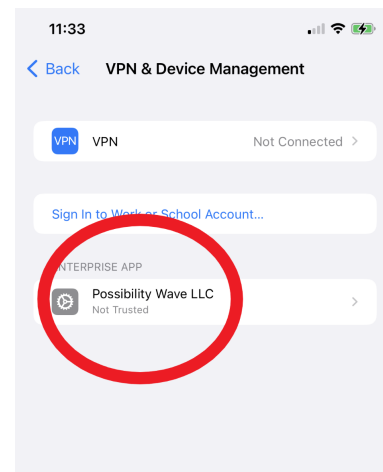 11:33
Back VPN & Device Management
VPN VPN Not Connected
Sign In to Work or School Account...
ENTERPRISE APP
Possibility Wave LLC
Not Trusted